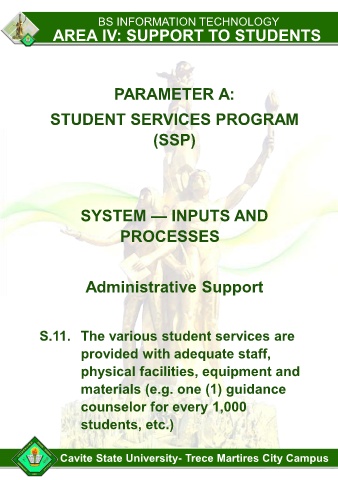 BS INFORMATION TECHNOLOGY
AREA IV: SUPPORT TO STUDENTS
PARAMETER A:
STUDENT SERVICES PROGRAM
(SSP)
SYSTEM — INPUTS AND
PROCESSES
Administrative Support
S.11. The various student services are
provided with adequate staff,
physical facilities, equipment and
materials (e.g. one (1) guidance
counselor for every 1,000
students, etc.)
Cavite State University- Trece Martires City Campus